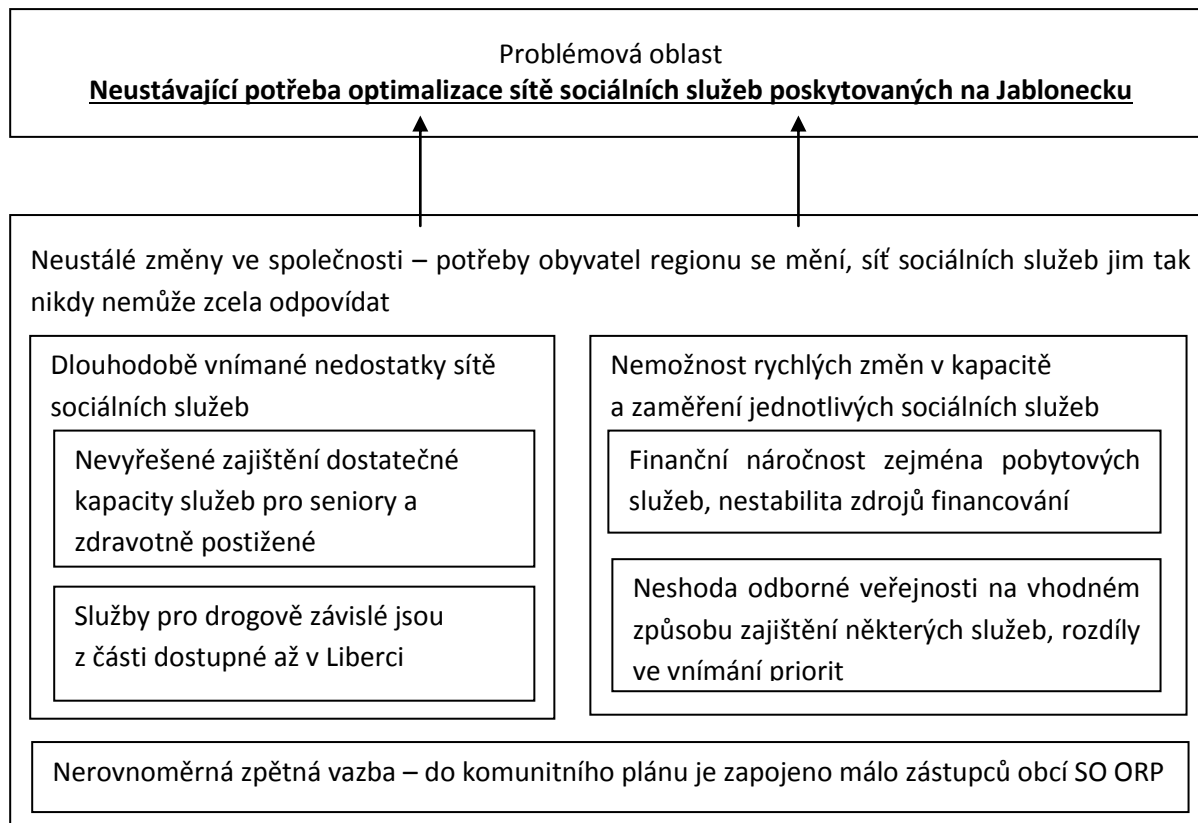 Problémová oblast
Neustávající potřeba optimalizace sítě sociálních služeb poskytovaných na Jablonecku
Neustálé změny ve společnosti – potřeby obyvatel regionu se mění, síť sociálních služeb jim tak
nikdy nemůže zcela odpovídat
Dlouhodobě vnímané nedostatky sítě
sociálních služeb
Nevyřešené zajištění dostatečné
kapacity služeb pro seniory a
zdravotně postižené
Služby pro drogově závislé jsou
z části dostupné až v Liberci
Nemožnost rychlých změn v kapacitě
a zaměření jednotlivých sociálních služeb
Finanční náročnost zejména pobytových
služeb, nestabilita zdrojů financování
Neshoda odborné veřejnosti na vhodném
způsobu zajištění některých služeb, rozdíly
ve vnímání priorit
Nerovnoměrná zpětná vazba – do komunitního plánu je zapojeno málo zástupců obcí SO ORP